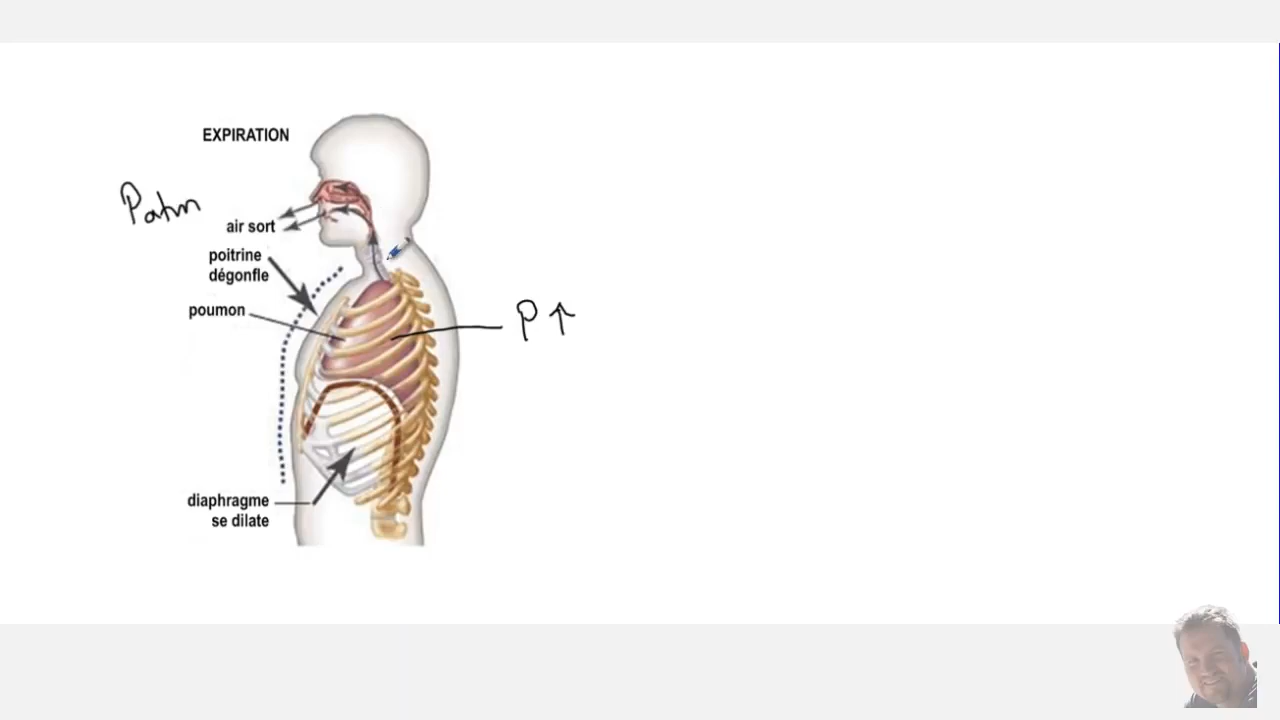 EXPIRATION
Patm
air sort
poitrine
dégonfle
poumon
P ↑
diaphragme
se dilate